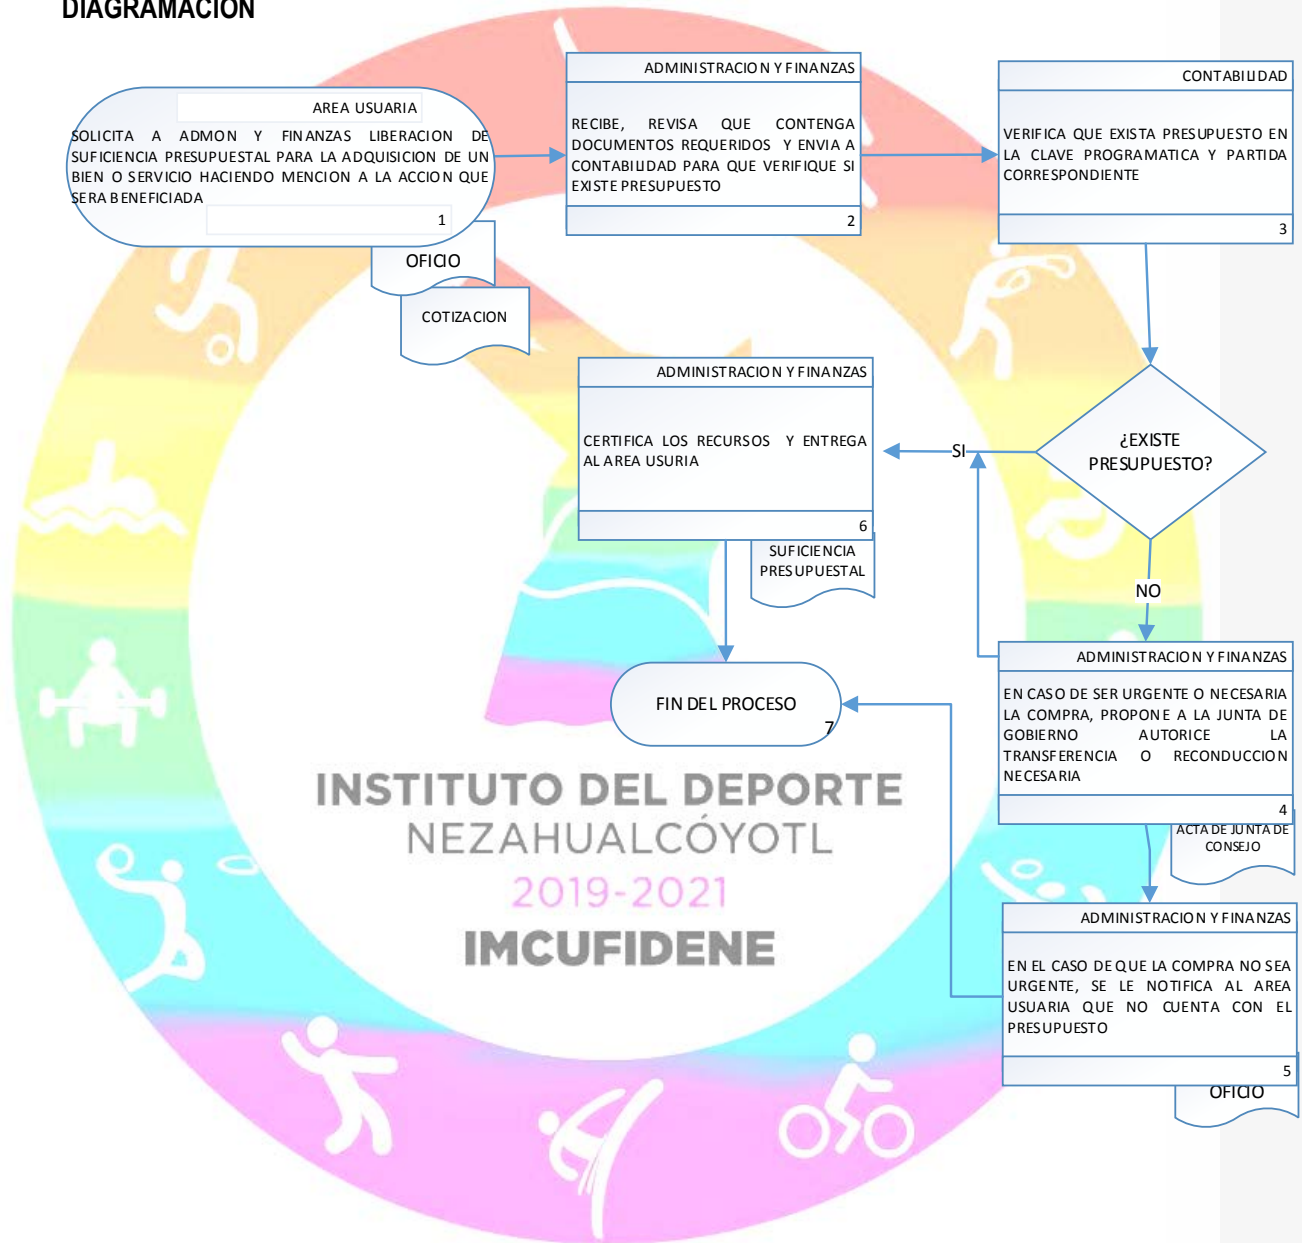 DIAGRAMACIÓN
AREA USUARIA
SOLICITA A ADMON Y FINANZAS LIBERACION DE
SUFICIENCIA PRESUPUESTAL PARA LA ADQUISICION DE UN
BIEN O SERVICIO HACIENDO MENCION A LA ACCION QUE
SERA BENEFICIADA
1
OFICIO
COTIZACION
ADMINISTRACION Y FINANZAS
RECIBE, REVISA QUE CONTENGA
DOCUMENTOS REQUERIDOS Y ENVIA A
CONTABILIDAD PARA QUE VERIFIQUE SI
EXISTE PRESUPUESTO
2
CONTABILIDAD
VERIFICA QUE EXISTA PRESUPUESTO EN
LA CLAVE PROGRAMATICA Y PARTIDA
CORRESPONDIENTE
3
¿EXISTE
PRESUPUESTO?
SI
NO
ADMINISTRACION Y FINANZAS
CERTIFICA LOS RECURSOS Y ENTREGA
AL AREA USURIA
6
SUFICIENCIA
PRESUPUESTAL
ADMINISTRACION Y FINANZAS
EN CASO DE SER URGENTE O NECESARIA
LA COMPRA, PROPONE A LA JUNTA DE
GOBIERNO AUTORICE LA
TRANSFERENCIA O RECONDUCCION
NECESARIA
4
ACTA DE JUNTA DE
CONSEJO
ADMINISTRACION Y FINANZAS
EN EL CASO DE QUE LA COMPRA NO SEA
URGENTE, SE LE NOTIFICA AL AREA
USUARIA QUE NO CUENTA CON EL
PRESUPUESTO
5
OFICIO
FIN DEL PROCESO
7
INSTITUTO DEL DEPORTE
NEZAHUALCÓYOTL
2019-2021
IMCUFIDENE